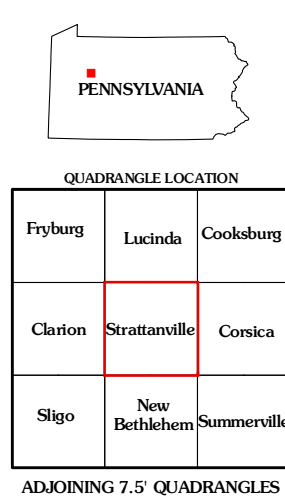 PENNSYLVANIA
QUADRANGLE LOCATION
Fryburg
Lucinda
Cooksburg
Clarion
Strattanville
Corsica
Sligo
New
Bethlehem
Summerville
ADJOINING 7.5' QUADRANGLES